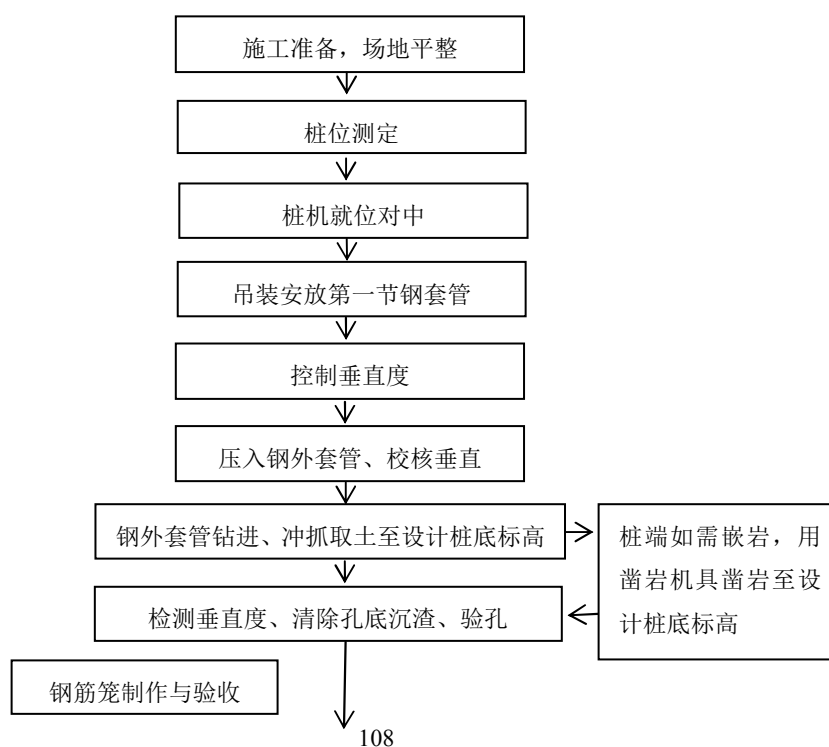 施工准备，场地平整
桩位测定
桩机就位对中
吊装安放第一节钢套管
控制垂直度
压入钢外套管、校核垂直
钢外套管钻进、冲抓取土至设计桩底标高
桩端如需嵌岩，用
凿岩机具凿岩至设
计桩底标高
检测垂直度、清除孔底沉渣、验孔
钢筋笼制作与验收
108